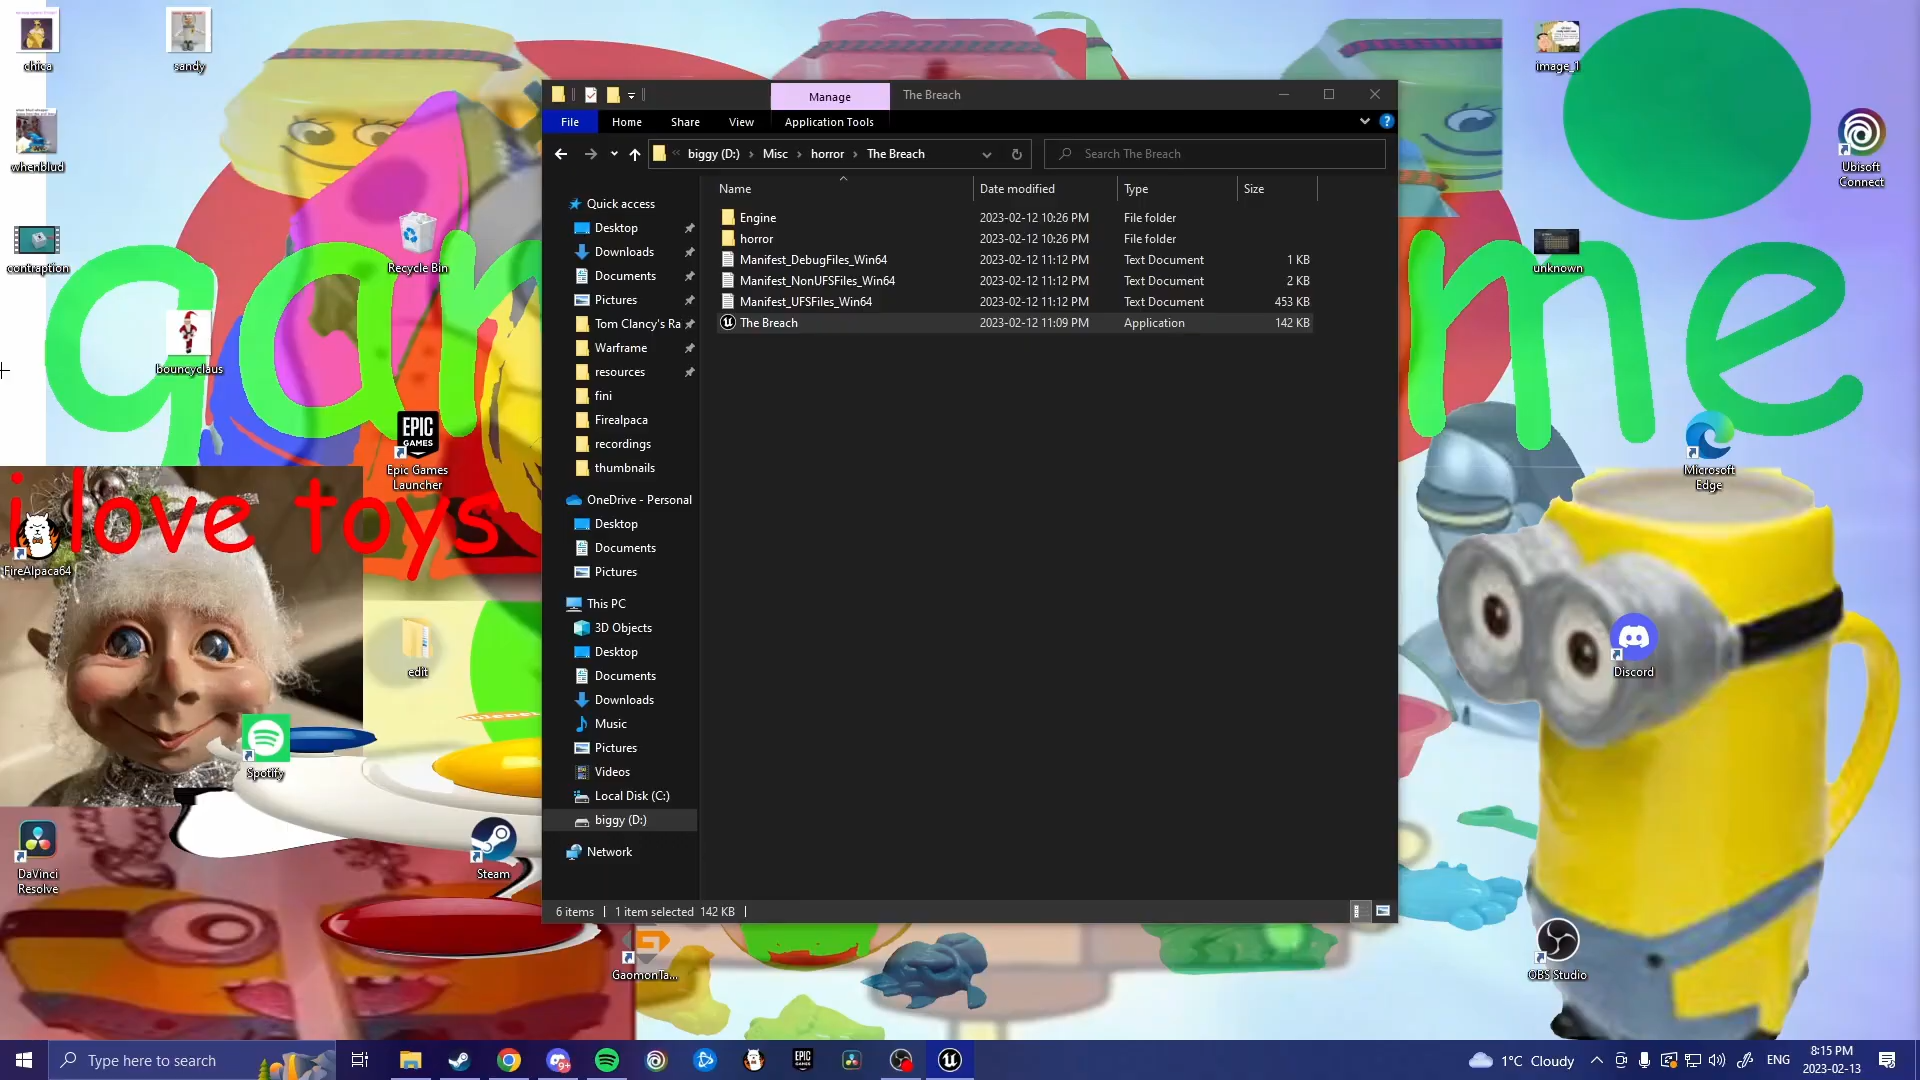 chica
sandy
whenblud
contraption
Recycle Bin
bouncyclaus
Epic Games
Launcher
i love toys
FireAlpaca64
edit
Spotify
DaVinci
Resolve
Steam
GaomonTa...
game
image_1
Ubisoft
Connect
unknown
Microsoft
Edge
Discord
OBS Studio
Manage
The Breach
File
Home
Share
View
Application Tools
biggy (D:) › Misc › horror › The Breach
Search The Breach
Name
Date modified
Type
Size
Engine 2023-02-12 10:26 PM File folder
horror 2023-02-12 10:26 PM File folder
Manifest_DebugFiles_Win64 2023-02-12 11:12 PM Text Document 1 KB
Manifest_NonUFSFiles_Win64 2023-02-12 11:12 PM Text Document 2 KB
Manifest_UFSFiles_Win64 2023-02-12 11:12 PM Text Document 453 KB
The Breach 2023-02-12 11:09 PM Application 142 KB
Quick access
Desktop
Downloads
Documents
Pictures
Tom Clancy's Ra
Warframe
resources
fini
Firealpaca
recordings
thumbnails
OneDrive - Personal
Desktop
Documents
Pictures
This PC
3D Objects
Desktop
Documents
Downloads
Music
Pictures
Videos
Local Disk (C:)
biggy (D:)
Network
6 items
1 item selected 142 KB
Type here to search
EPIC
GAMES
9+
1°C Cloudy
ENG
8:15 PM
2023-02-13